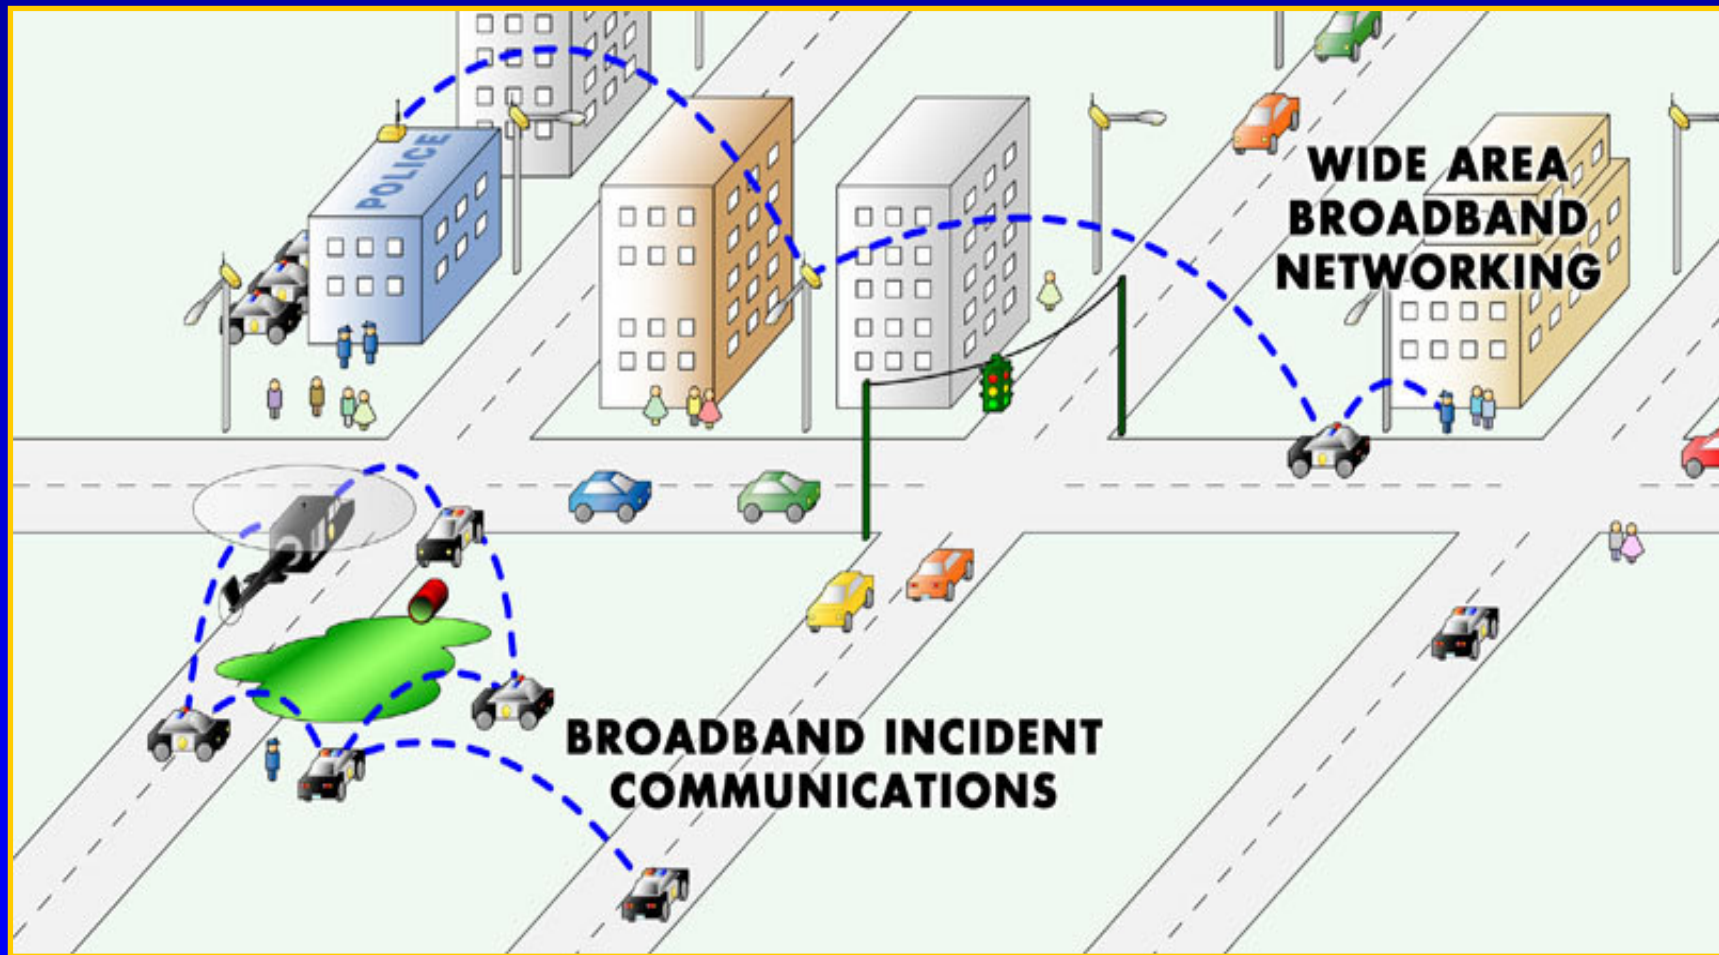 POLICE
WIDE AREA
BROADBAND
NETWORKING
BROADBAND INCIDENT
COMMUNICATIONS